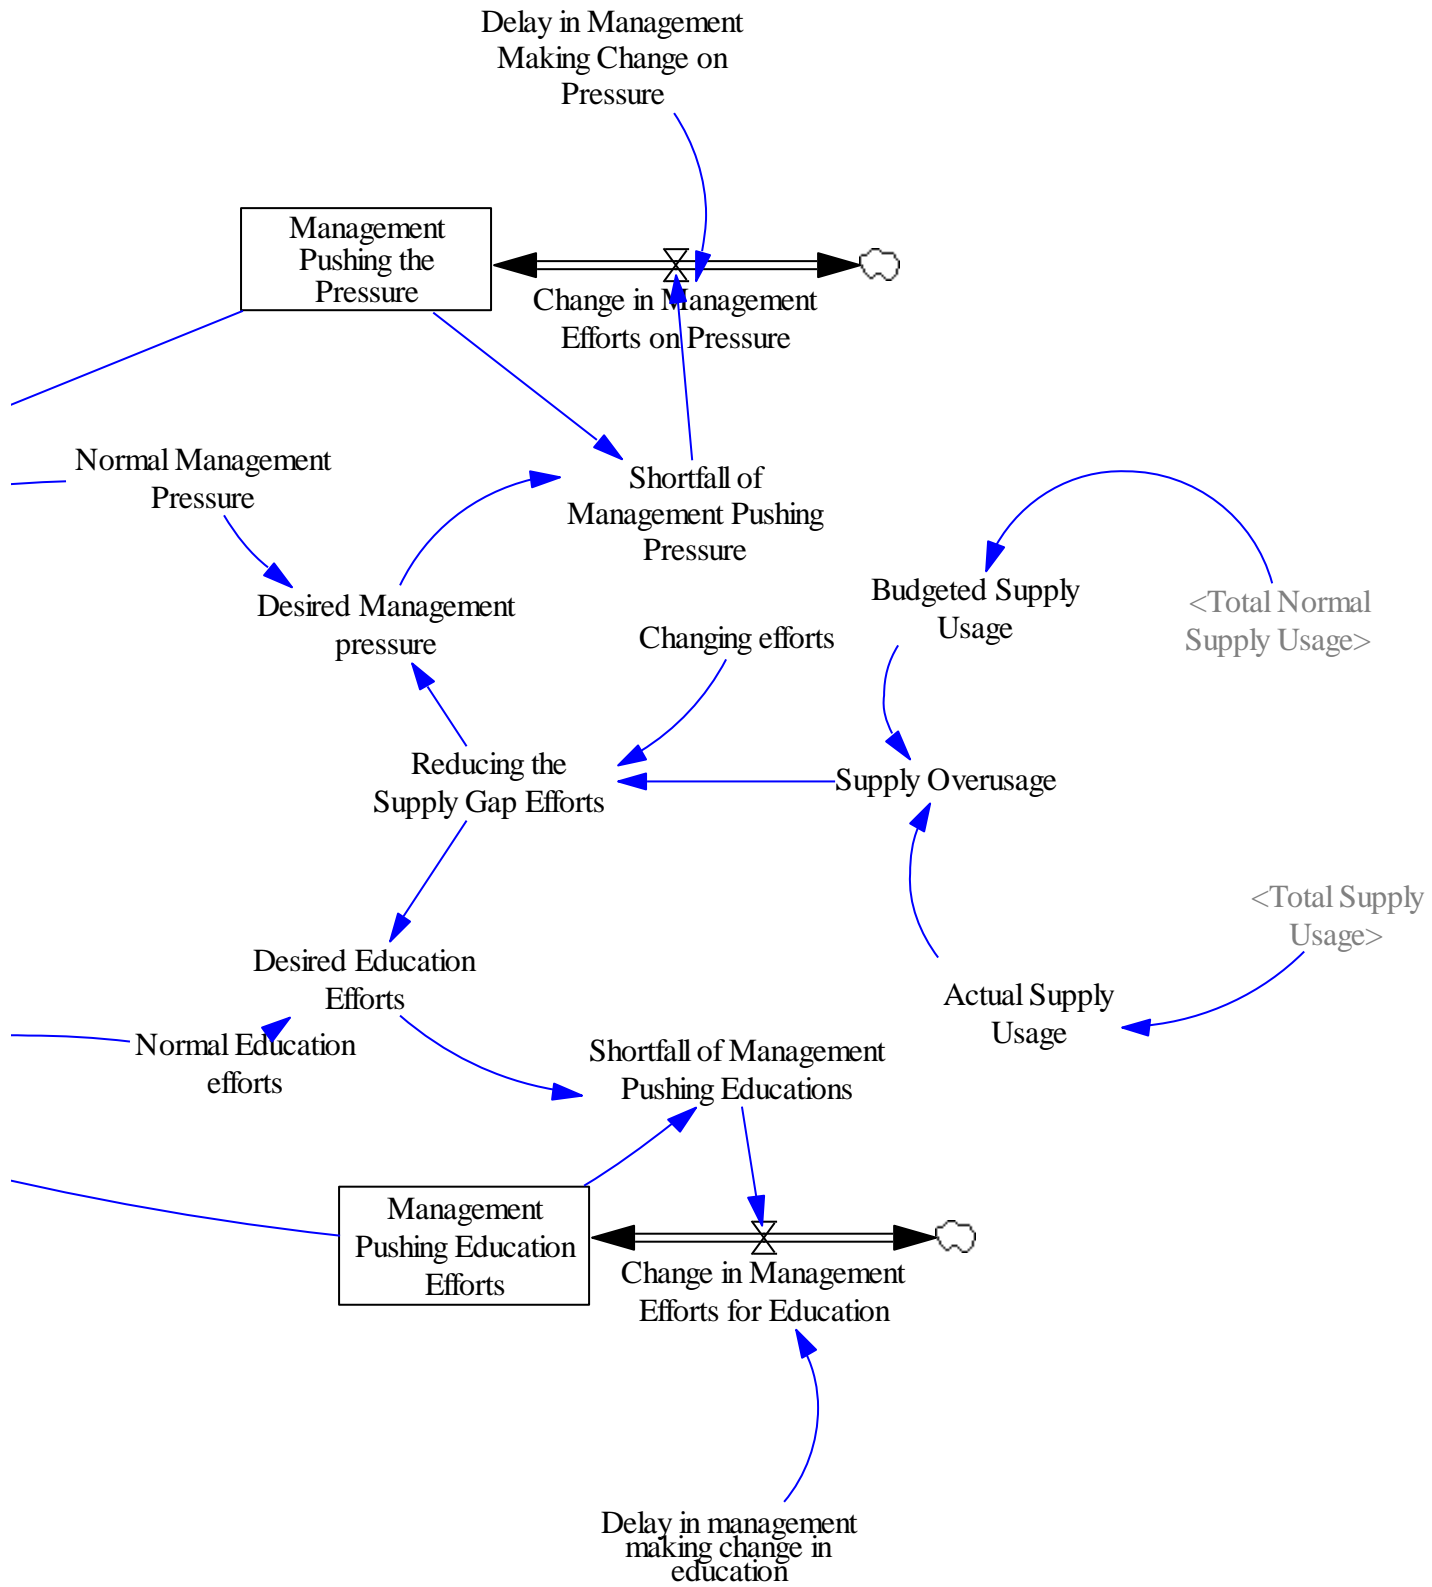 Delay in Management
Making Change on
Pressure
Management
Pushing the
Pressure
Change in Management
Efforts on Pressure
Normal Management
Pressure
Shortfall of
Management Pushing
Pressure
Desired Management
pressure
Changing efforts
Budgeted Supply
Usage
<Total Normal
Supply Usage>
Reducing the
Supply Gap Efforts
Supply Overusage
<Total Supply
Usage>
Desired Education
Efforts
Actual Supply
Usage
Normal Education
efforts
Shortfall of Management
Pushing Educations
Management
Pushing Education
Efforts
Change in Management
Efforts for Education
Delay in management
making change in
education